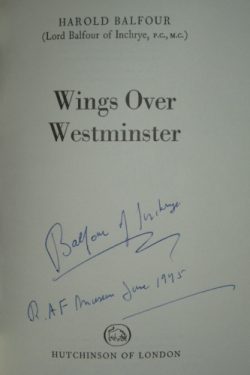 HAROLD BALFOUR
(Lord Balfour of Inchrye, P.C., M.C.)
Wings Over
Westminster
Balfour of Inchrye
R.A.F Museum June 1975
HUTCHINSON OF LONDON